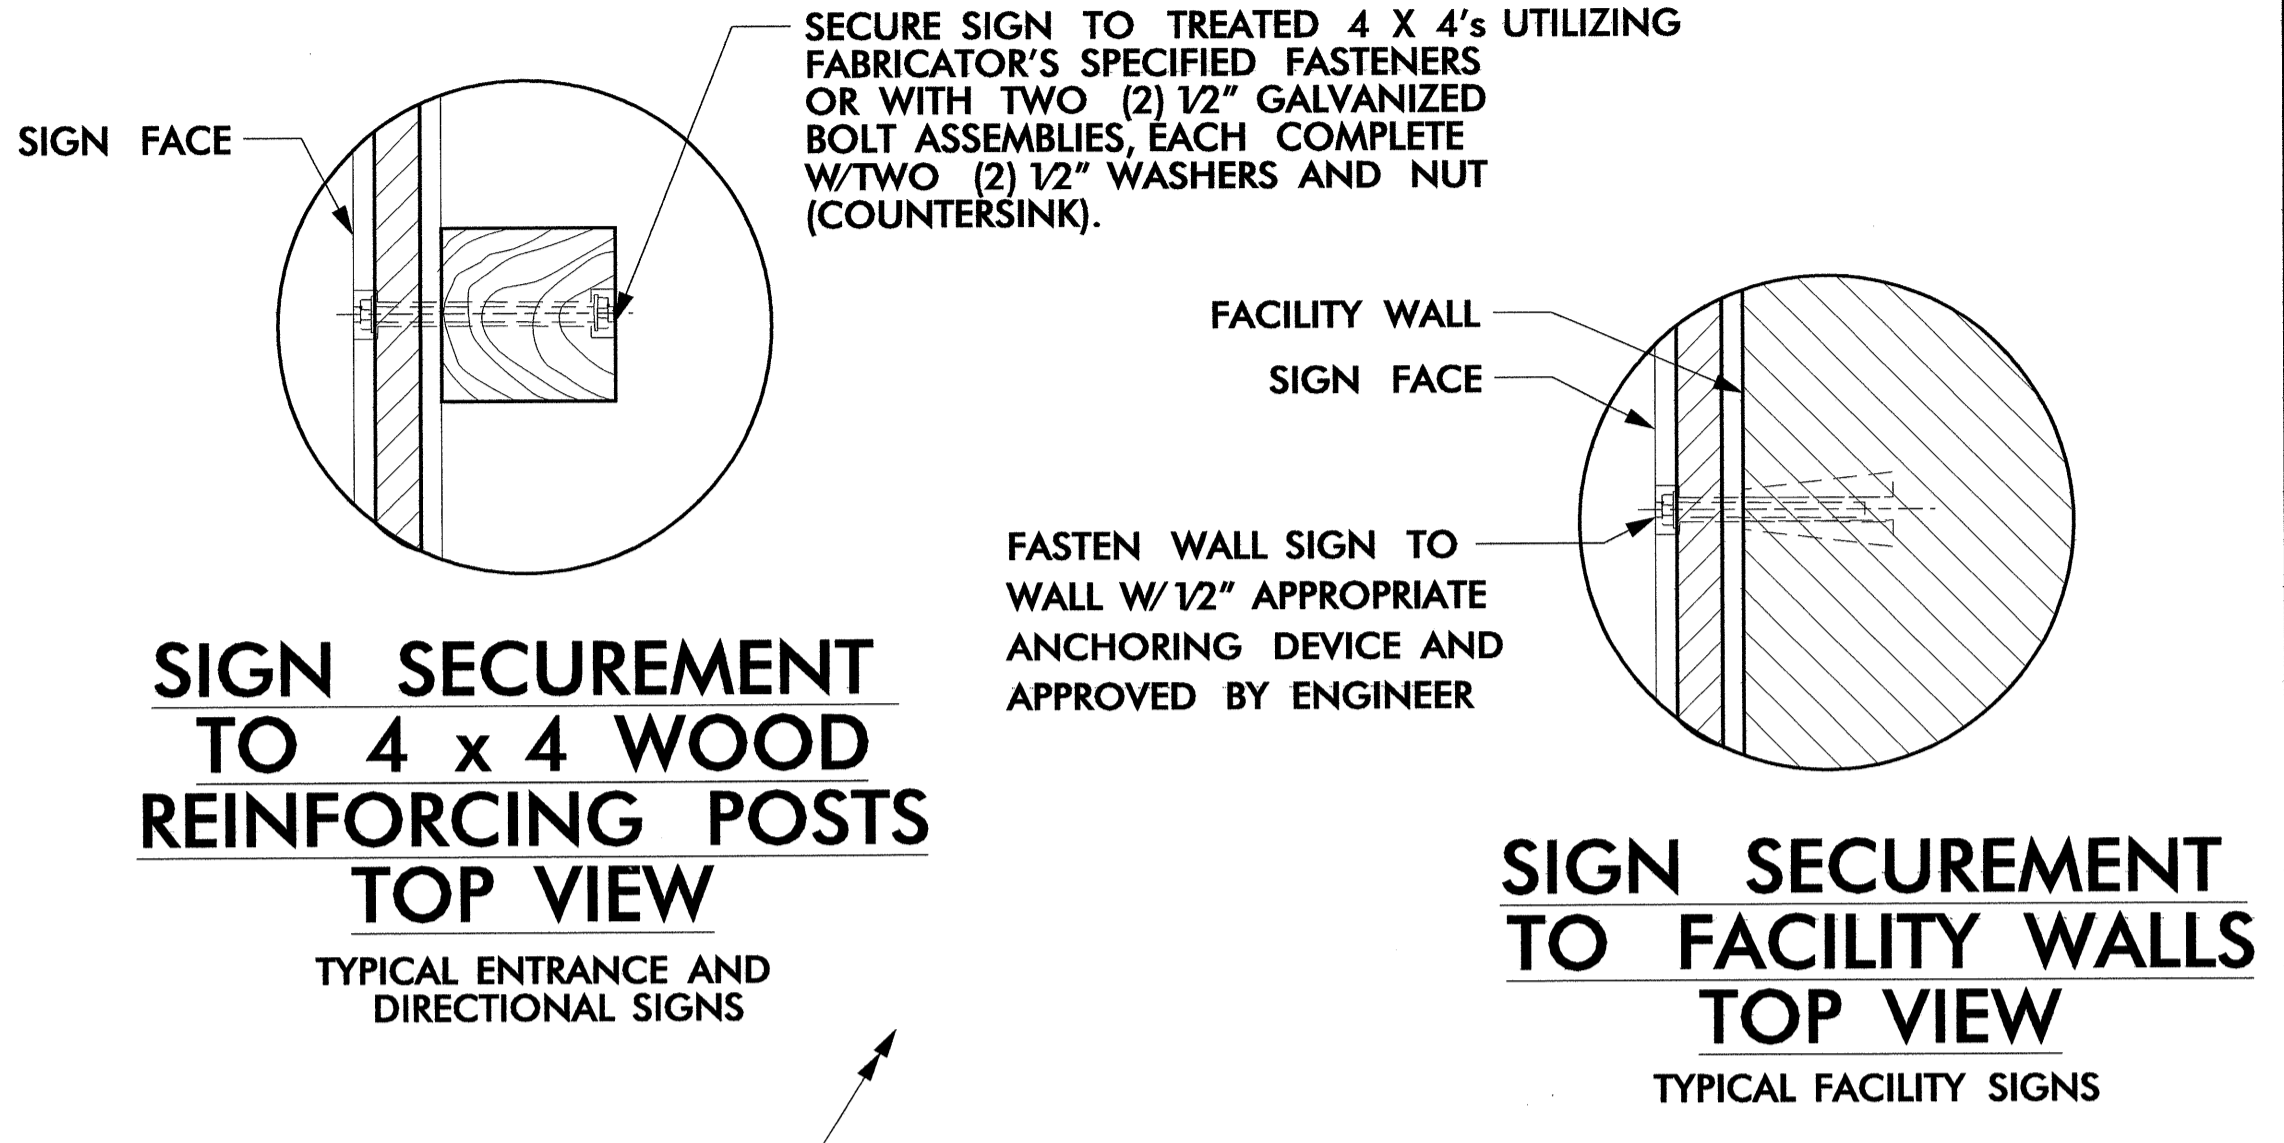 SECURE SIGN TO TREATED 4 X 4's UTILIZING
FABRICATOR'S SPECIFIED FASTENERS
OR WITH TWO (2) 1/2" GALVANIZED
BOLT ASSEMBLIES, EACH COMPLETE
W/TWO (2) 1/2" WASHERS AND NUT
(COUNTERSINK).
SIGN FACE
SIGN SECUREMENT
TO 4 x 4 WOOD
REINFORCING POSTS
TOP VIEW
TYPICAL ENTRANCE AND
DIRECTIONAL SIGNS
FACILITY WALL
SIGN FACE
FASTEN WALL SIGN TO
WALL W/ 1/2" APPROPRIATE
ANCHORING DEVICE AND
APPROVED BY ENGINEER
SIGN SECUREMENT
TO FACILITY WALLS
TOP VIEW
TYPICAL FACILITY SIGNS